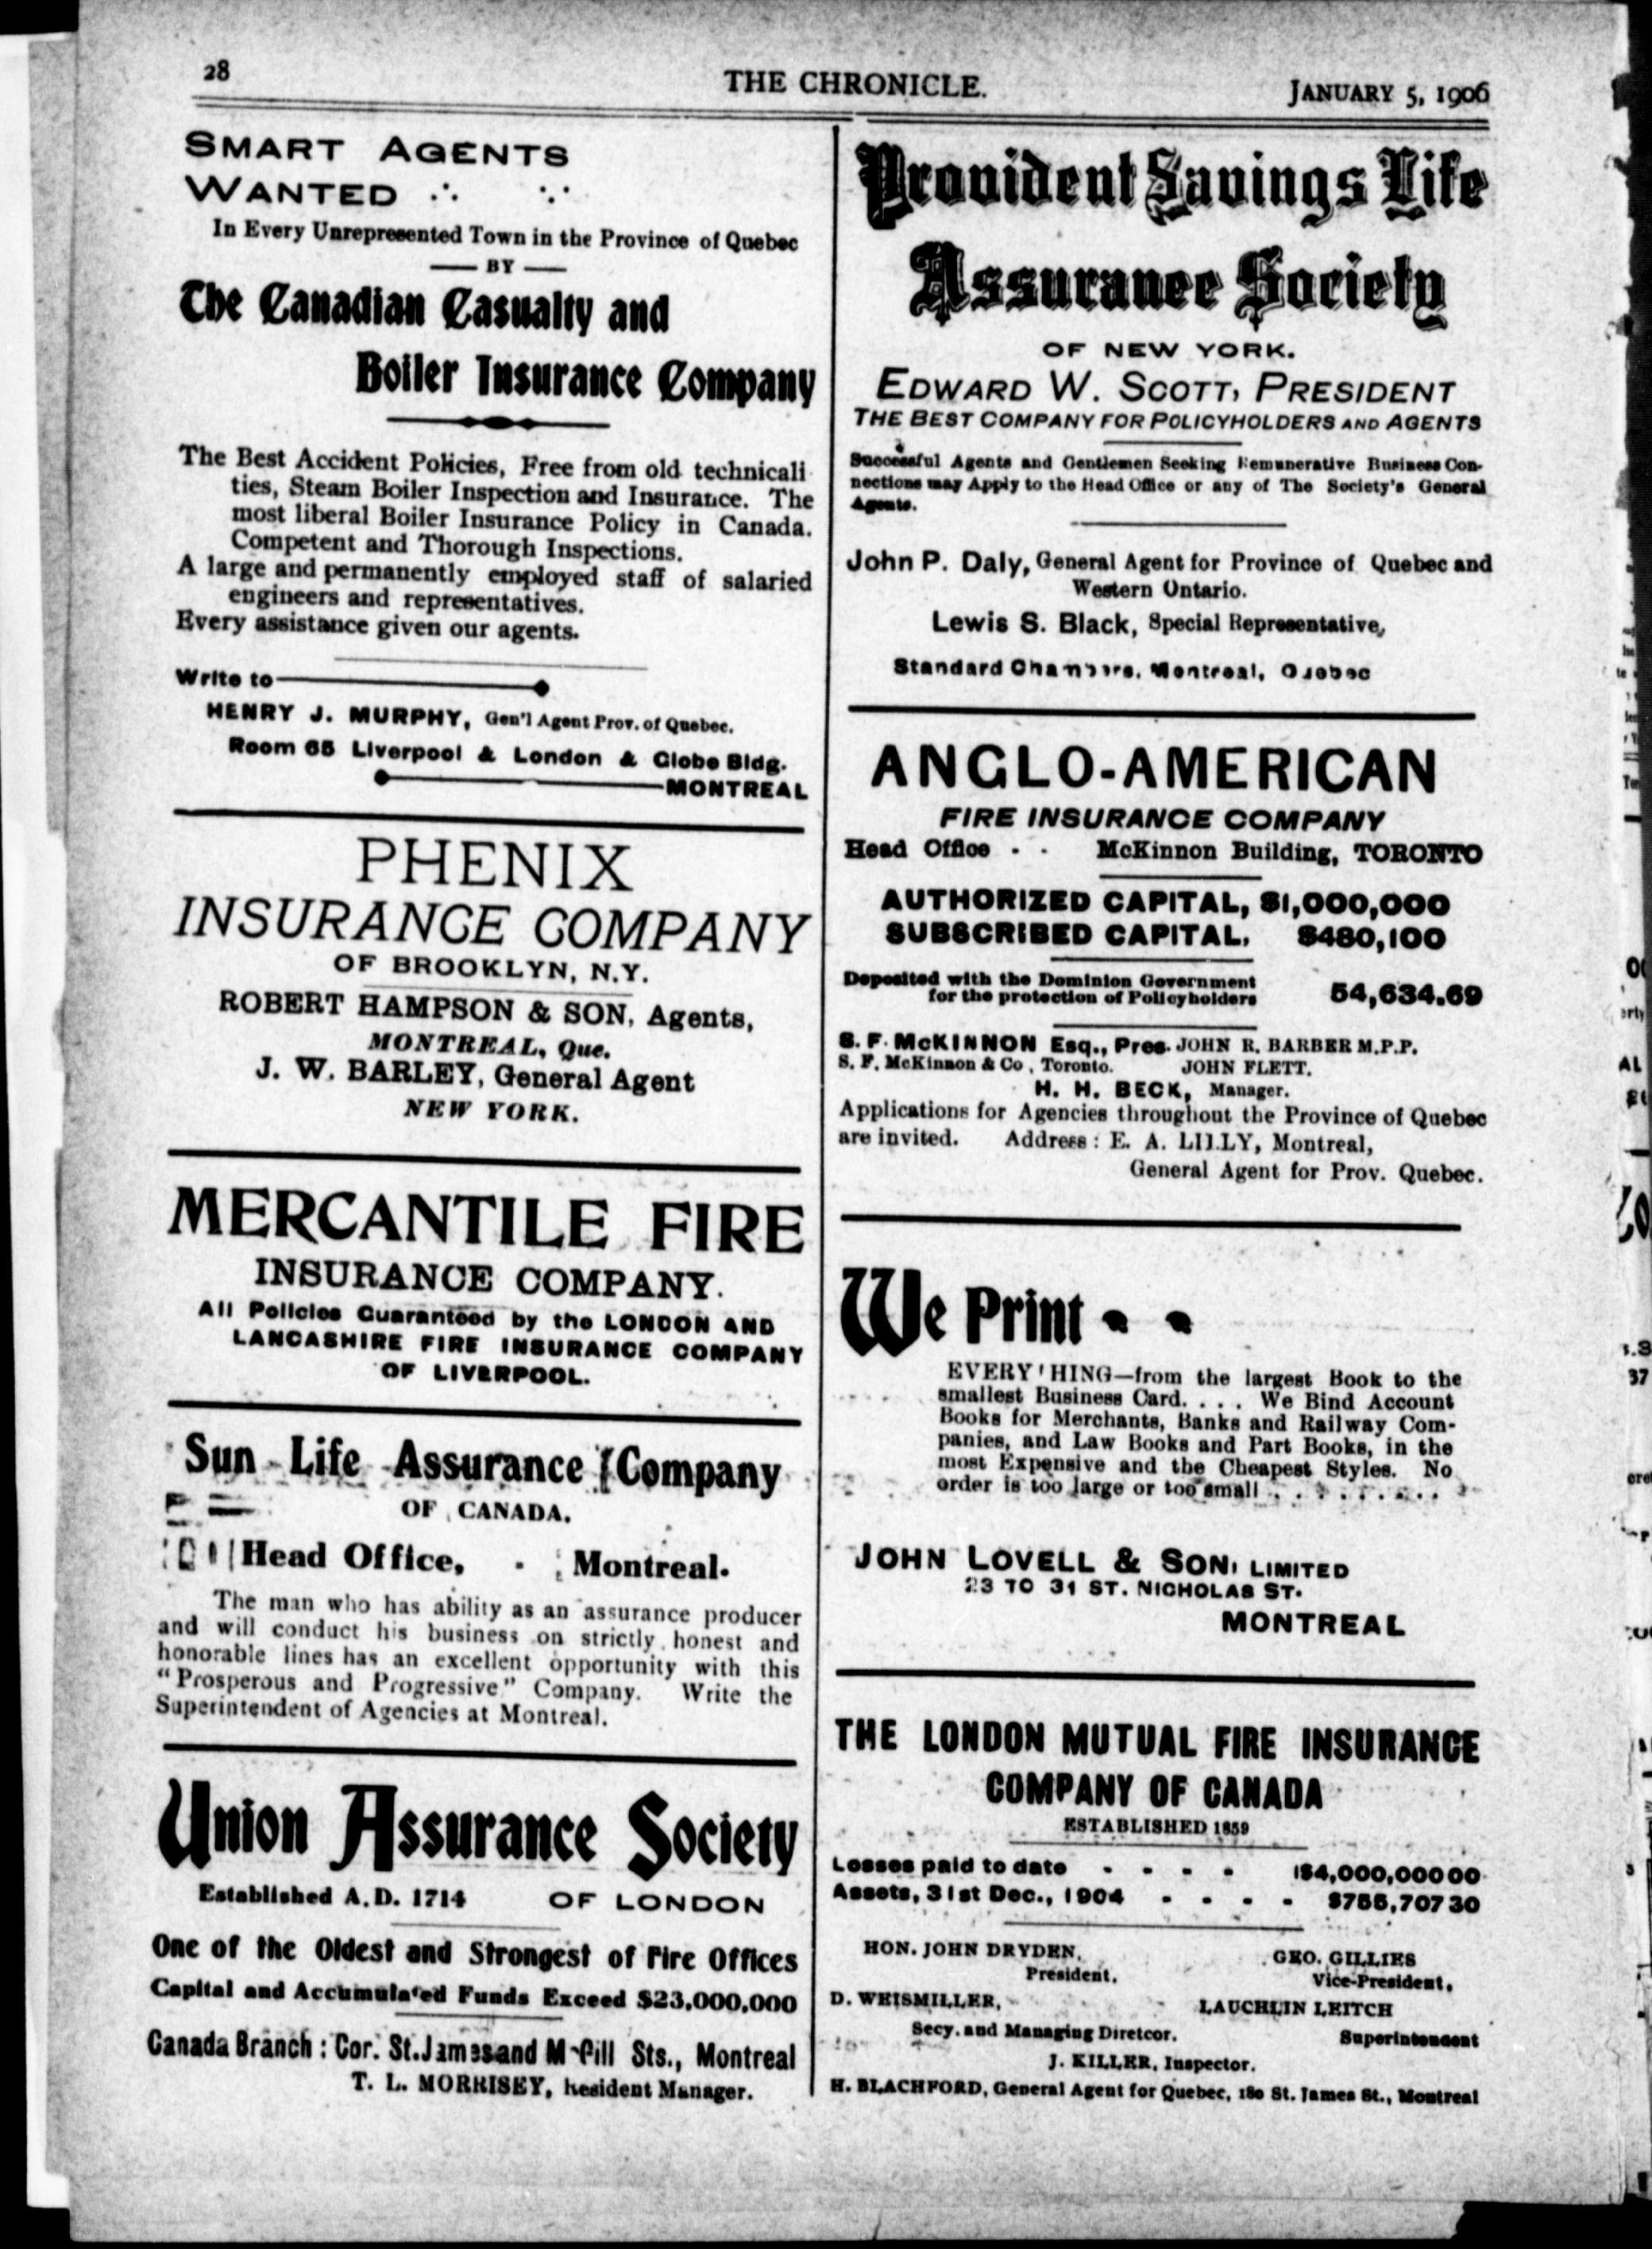 28
THE CHRONICLE.
JANUARY 5, 1906
SMART AGENTS
WANTED ∴ ∵
In Every Unrepresented Town in the Province of Quebec
— BY —
The Canadian Casualty and
Boiler Insurance Company
The Best Accident Policies, Free from old technicali
ties, Steam Boiler Inspection and Insurance. The
most liberal Boiler Insurance Policy in Canada.
Competent and Thorough Inspections.
A large and permanently employed staff of salaried
engineers and representatives.
Every assistance given our agents.
Write to
HENRY J. MURPHY, Gen'l Agent Prov. of Quebec.
Room 65 Liverpool & London & Globe Bldg.
MONTREAL
PHENIX
INSURANCE COMPANY
OF BROOKLYN, N.Y.
ROBERT HAMPSON & SON, Agents,
MONTREAL, Que.
J. W. BARLEY, General Agent
NEW YORK.
MERCANTILE FIRE
INSURANCE COMPANY.
All Policies Guaranteed by the LONDON AND
LANCASHIRE FIRE INSURANCE COMPANY
OF LIVERPOOL.
Sun Life Assurance Company
OF CANADA.
Head Office, - Montreal.
The man who has ability as an assurance producer
and will conduct his business on strictly honest and
honorable lines has an excellent opportunity with this
"Prosperous and Progressive" Company. Write the
Superintendent of Agencies at Montreal.
Union Assurance Society
Established A.D. 1714 OF LONDON
One of the Oldest and Strongest of Fire Offices
Capital and Accumulated Funds Exceed $23,000,000
Canada Branch : Cor. St. James and McGill Sts., Montreal
T. L. MORRISEY, Resident Manager.
Provident Savings Life
Assurance Society
OF NEW YORK.
EDWARD W. SCOTT, PRESIDENT
THE BEST COMPANY FOR POLICYHOLDERS AND AGENTS
Successful Agents and Gentlemen Seeking Remunerative Business Con-
nections may Apply to the Head Office or any of The Society's General
Agents.
John P. Daly, General Agent for Province of Quebec and
Western Ontario.
Lewis S. Black, Special Representative,
Standard Chambers, Montreal, Quebec
ANGLO-AMERICAN
FIRE INSURANCE COMPANY
Head Office - - McKinnon Building, TORONTO
AUTHORIZED CAPITAL, $1,000,000
SUBSCRIBED CAPITAL, $480,100
Deposited with the Dominion Government
for the protection of Policyholders 54,634.69
S. F. McKINNON Esq., Pres. JOHN R. BARBER M.P.P.
S. F. McKinnon & Co, Toronto. JOHN FLETT.
H. H. BECK, Manager.
Applications for Agencies throughout the Province of Quebec
are invited. Address : E. A. LILLY, Montreal,
General Agent for Prov. Quebec.
We Print
EVERYTHING—from the largest Book to the
smallest Business Card. . . . We Bind Account
Books for Merchants, Banks and Railway Com-
panies, and Law Books and Part Books, in the
most Expensive and the Cheapest Styles. No
order is too large or too small . . . . . . . . .
JOHN LOVELL & SON, LIMITED
23 TO 31 ST. NICHOLAS ST.
MONTREAL
THE LONDON MUTUAL FIRE INSURANCE
COMPANY OF CANADA
ESTABLISHED 1859
Losses paid to date - - - - $4,000,000 00
Assets, 31st Dec., 1904 - - - - $755,707 30
HON. JOHN DRYDEN, GEO. GILLIES
President. Vice-President.
D. WEISMILLER, LAUCHLIN LEITCH
Secy. and Managing Diretcor. Superintendent
J. KILLER, Inspector.
H. BLACHFORD, General Agent for Quebec, 180 St. James St., Montreal